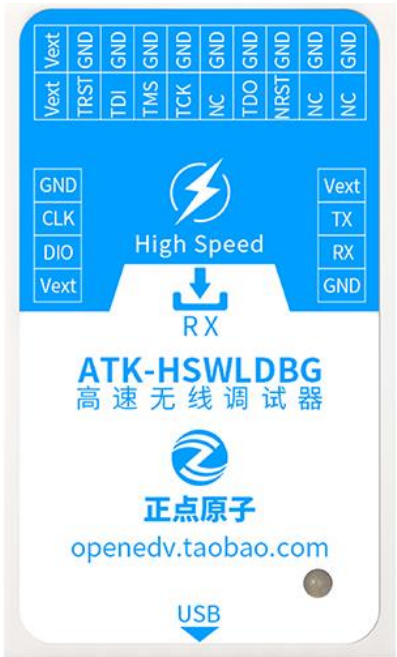 Vext GND GND GND GND GND GND GND GND GND
Vext TRST TDI TMS TCK NC TDO NRST NC NC
GND Vext
CLK TX
DIO RX
Vext GND
High Speed
RX
ATK-HSWLDBG
高速无线调试器
正点原子
openedv.taobao.com
USB